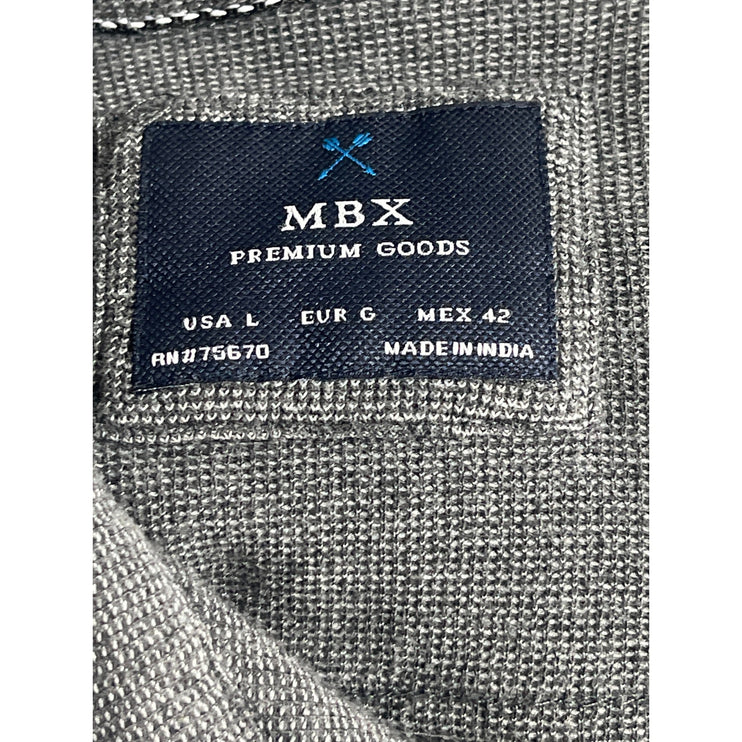 MBX
PREMIUM GOODS
USA L EUR G MEX 42
RN#75670 MADE IN INDIA